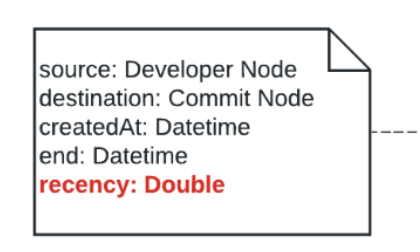 source: Developer Node
destination: Commit Node
createdAt: Datetime
end: Datetime
recency: Double